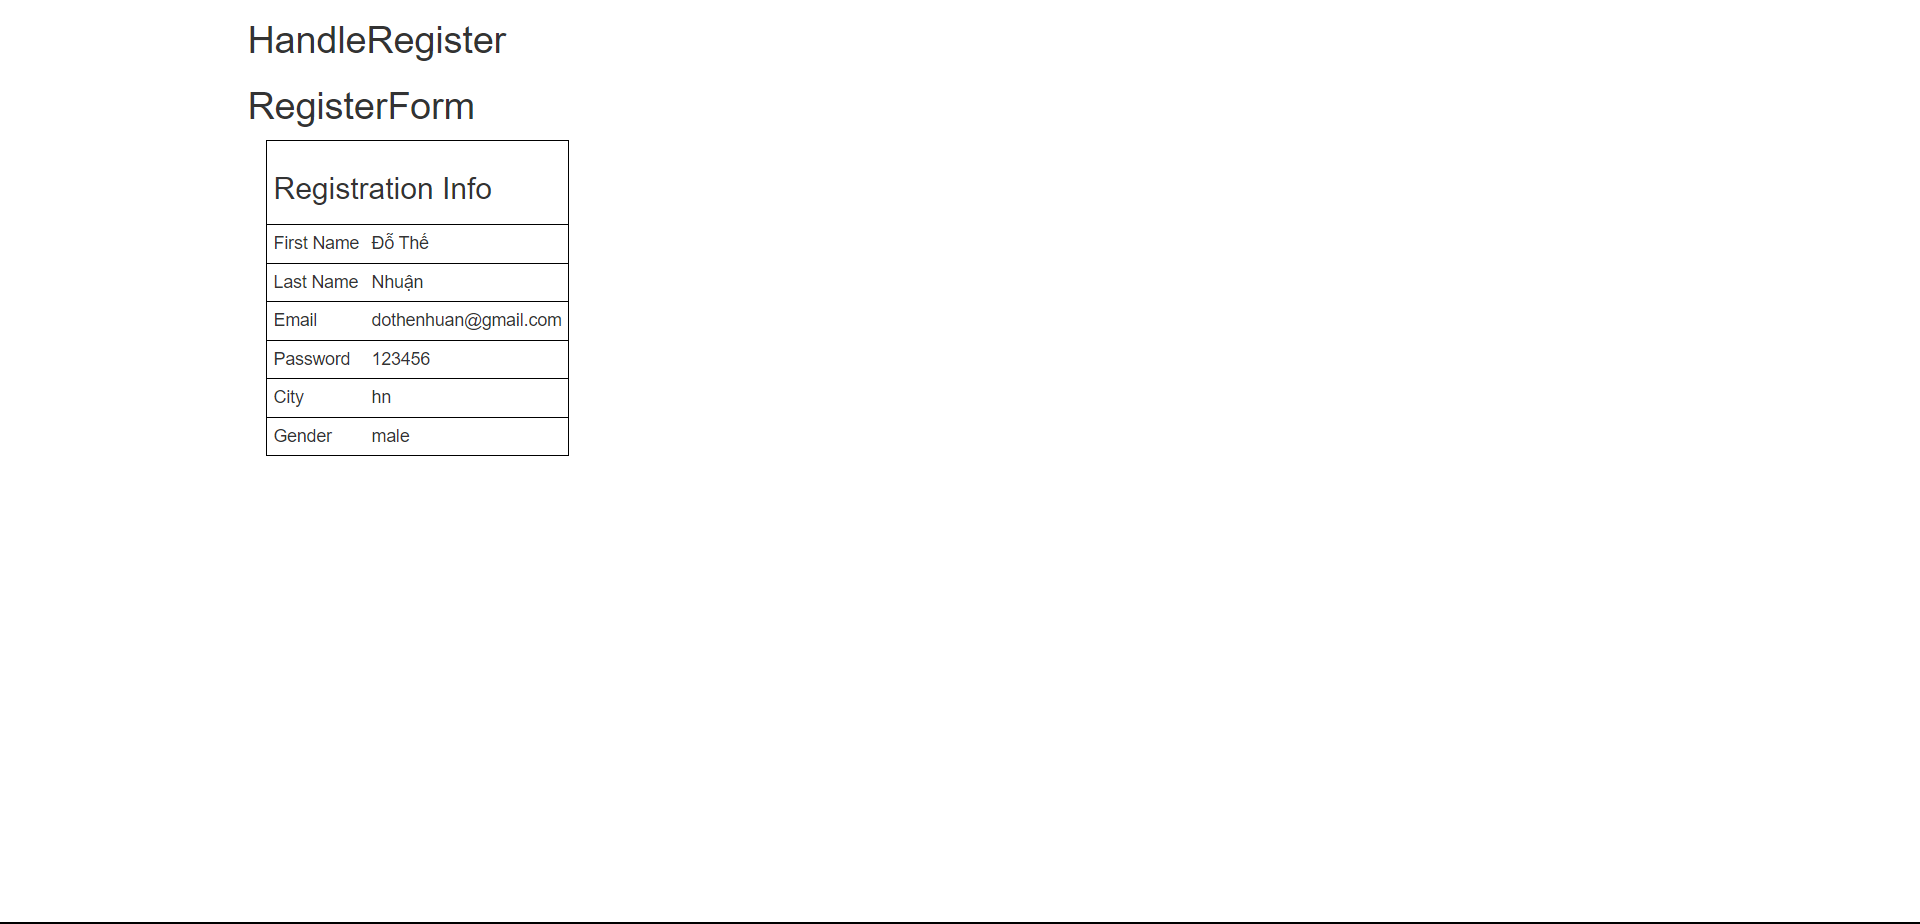 HandleRegister
RegisterForm
Registration Info
First Name Đỗ Thế
Last Name Nhuận
Email dothenhuan@gmail.com
Password 123456
City hn
Gender male